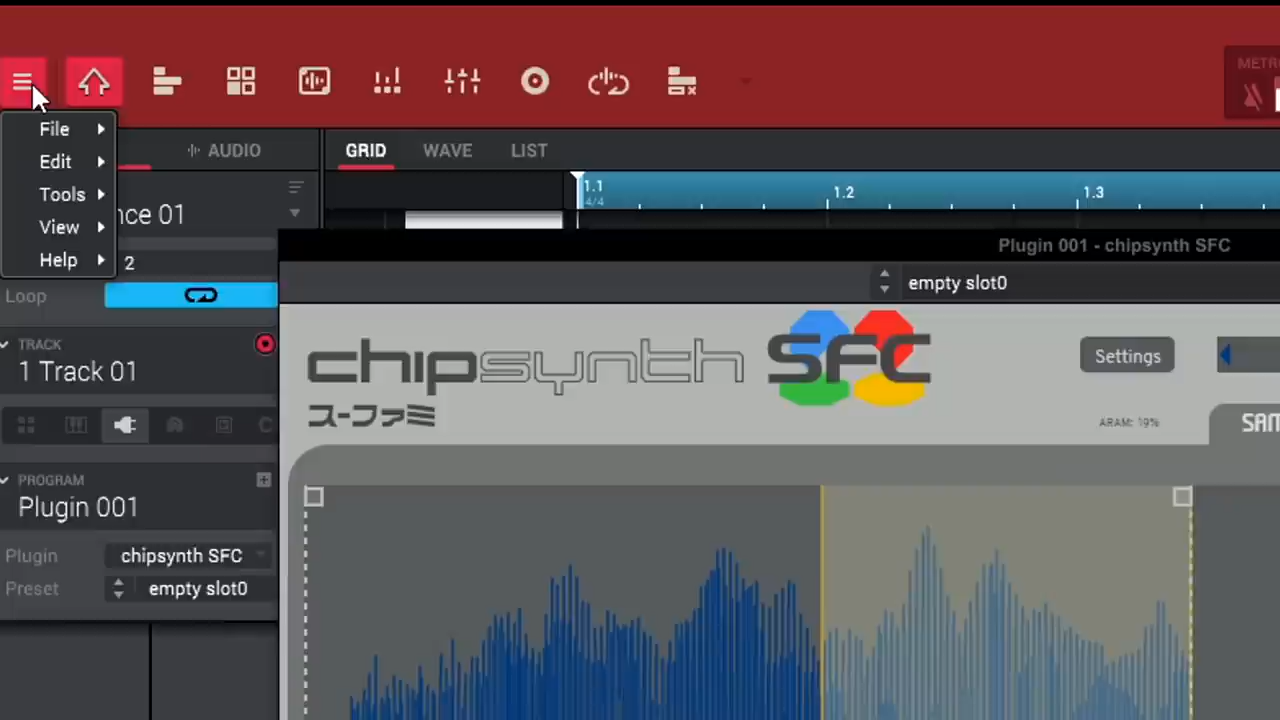 METR
File
Edit
Tools
View
Help
AUDIO
GRID
WAVE
LIST
nce 01
1.1
4/4
1.2
1.3
2
Loop
Plugin 001 - chipsynth SFC
empty slot0
TRACK
1 Track 01
chipsynth SFC
スーファミ
Settings
ARAM: 19%
SAM
PROGRAM
Plugin 001
Plugin
chipsynth SFC
Preset
empty slot0